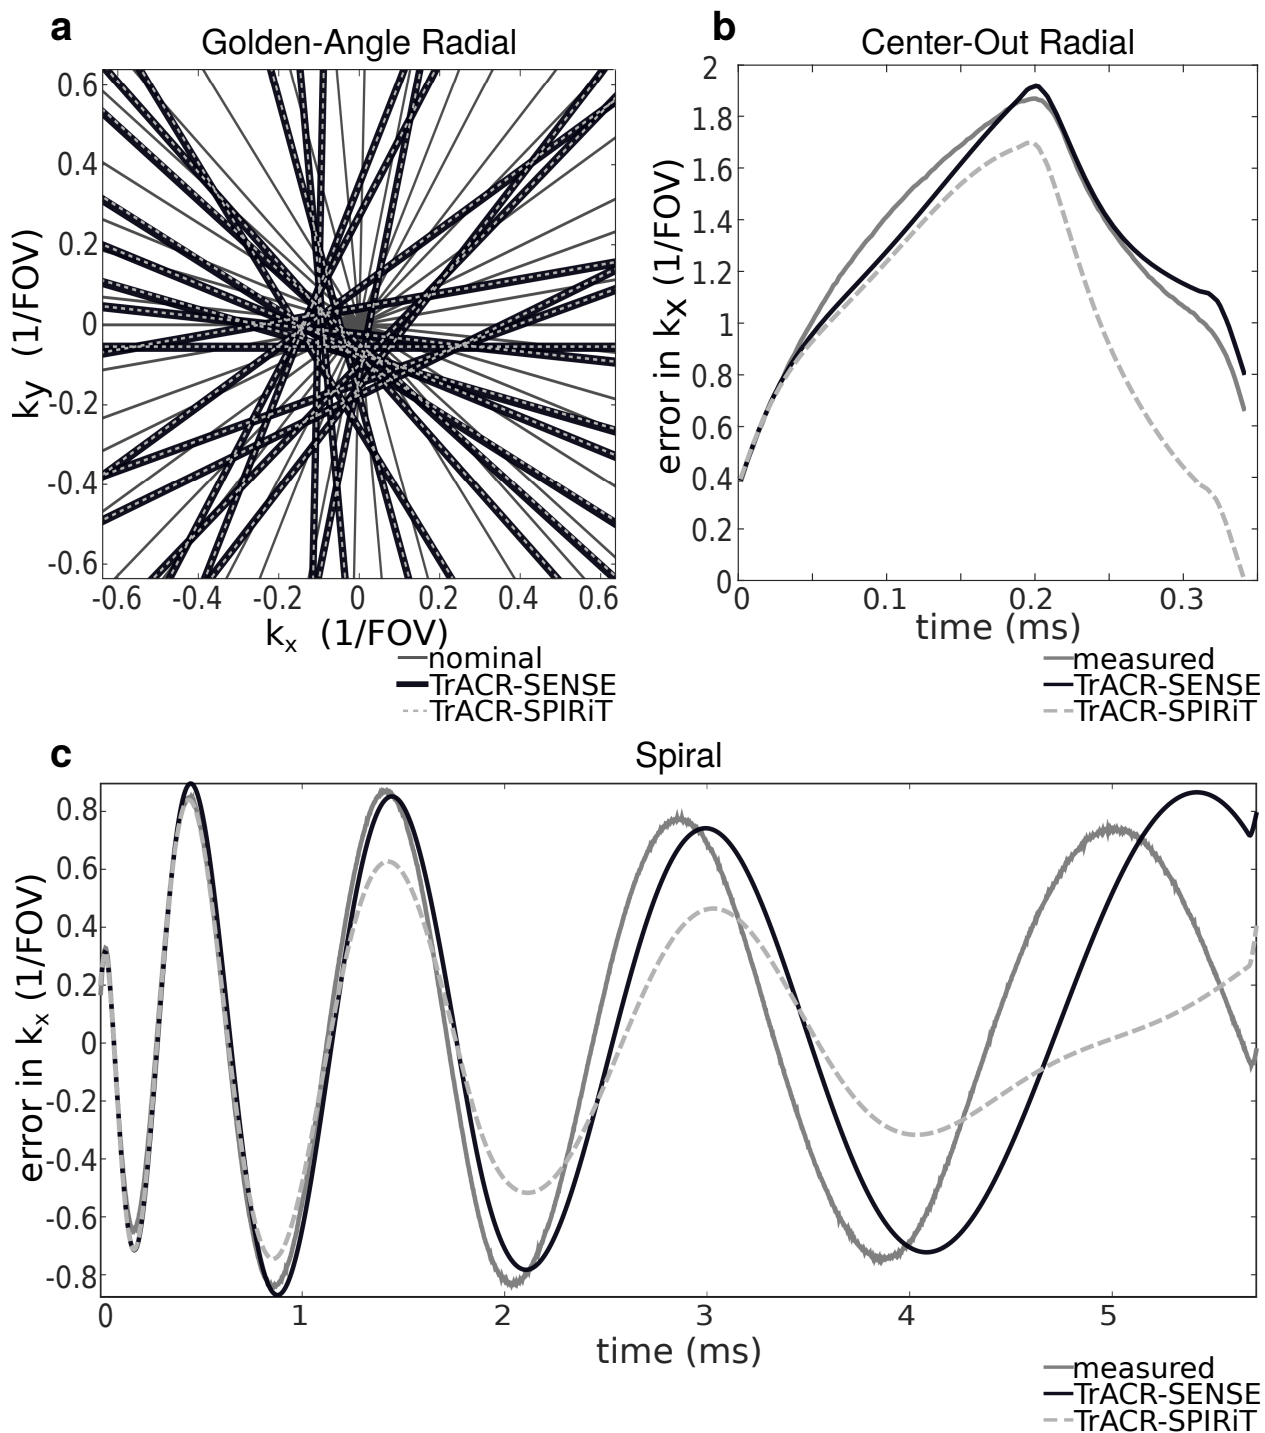 a
Golden-Angle Radial
0.6
0.4
0.2
0
-0.2
-0.4
-0.6
ky (1/FOV)
-0.6 -0.4 -0.2 0 0.2 0.4 0.6
kx (1/FOV)
nominal
TrACR-SENSE
TrACR-SPIRiT
b
Center-Out Radial
2
1.8
1.6
1.4
1.2
1
0.8
0.6
0.4
0.2
0
error in kx (1/FOV)
0 0.1 0.2 0.3
time (ms)
measured
TrACR-SENSE
TrACR-SPIRiT
c
Spiral
0.8
0.6
0.4
0.2
0
-0.2
-0.4
-0.6
-0.8
error in kx (1/FOV)
0 1 2 3 4 5
time (ms)
measured
TrACR-SENSE
TrACR-SPIRiT